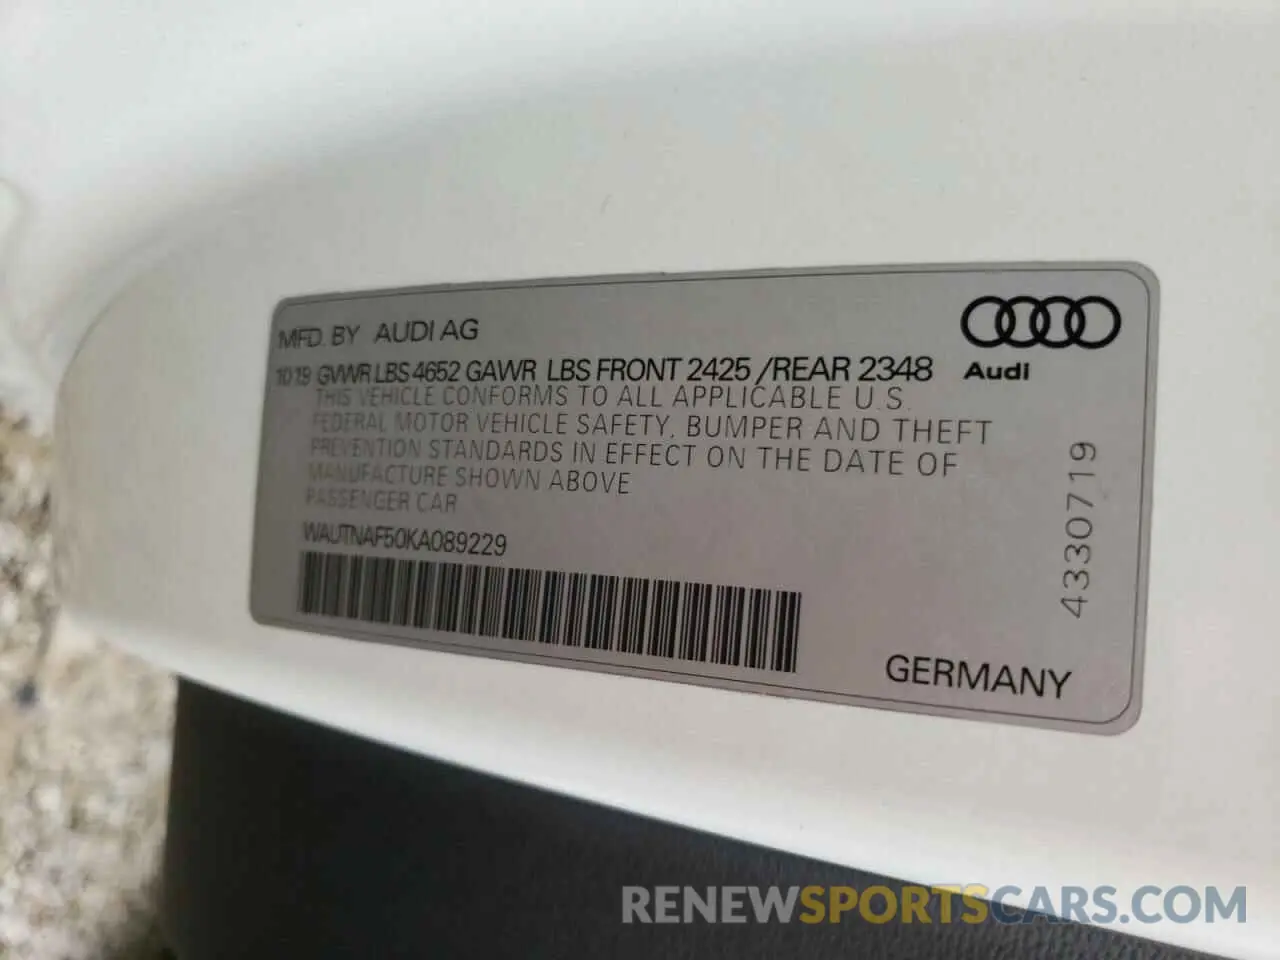 MFD. BY AUDI AG
10 19 GVWR LBS 4652 GAWR LBS FRONT 2425 /REAR 2348
Audi
THIS VEHICLE CONFORMS TO ALL APPLICABLE U.S.
FEDERAL MOTOR VEHICLE SAFETY, BUMPER AND THEFT
PREVENTION STANDARDS IN EFFECT ON THE DATE OF
MANUFACTURE SHOWN ABOVE
PASSENGER CAR
WAUTNAF50KA089229
4330719
GERMANY
RENEWSPORTSCARS.COM